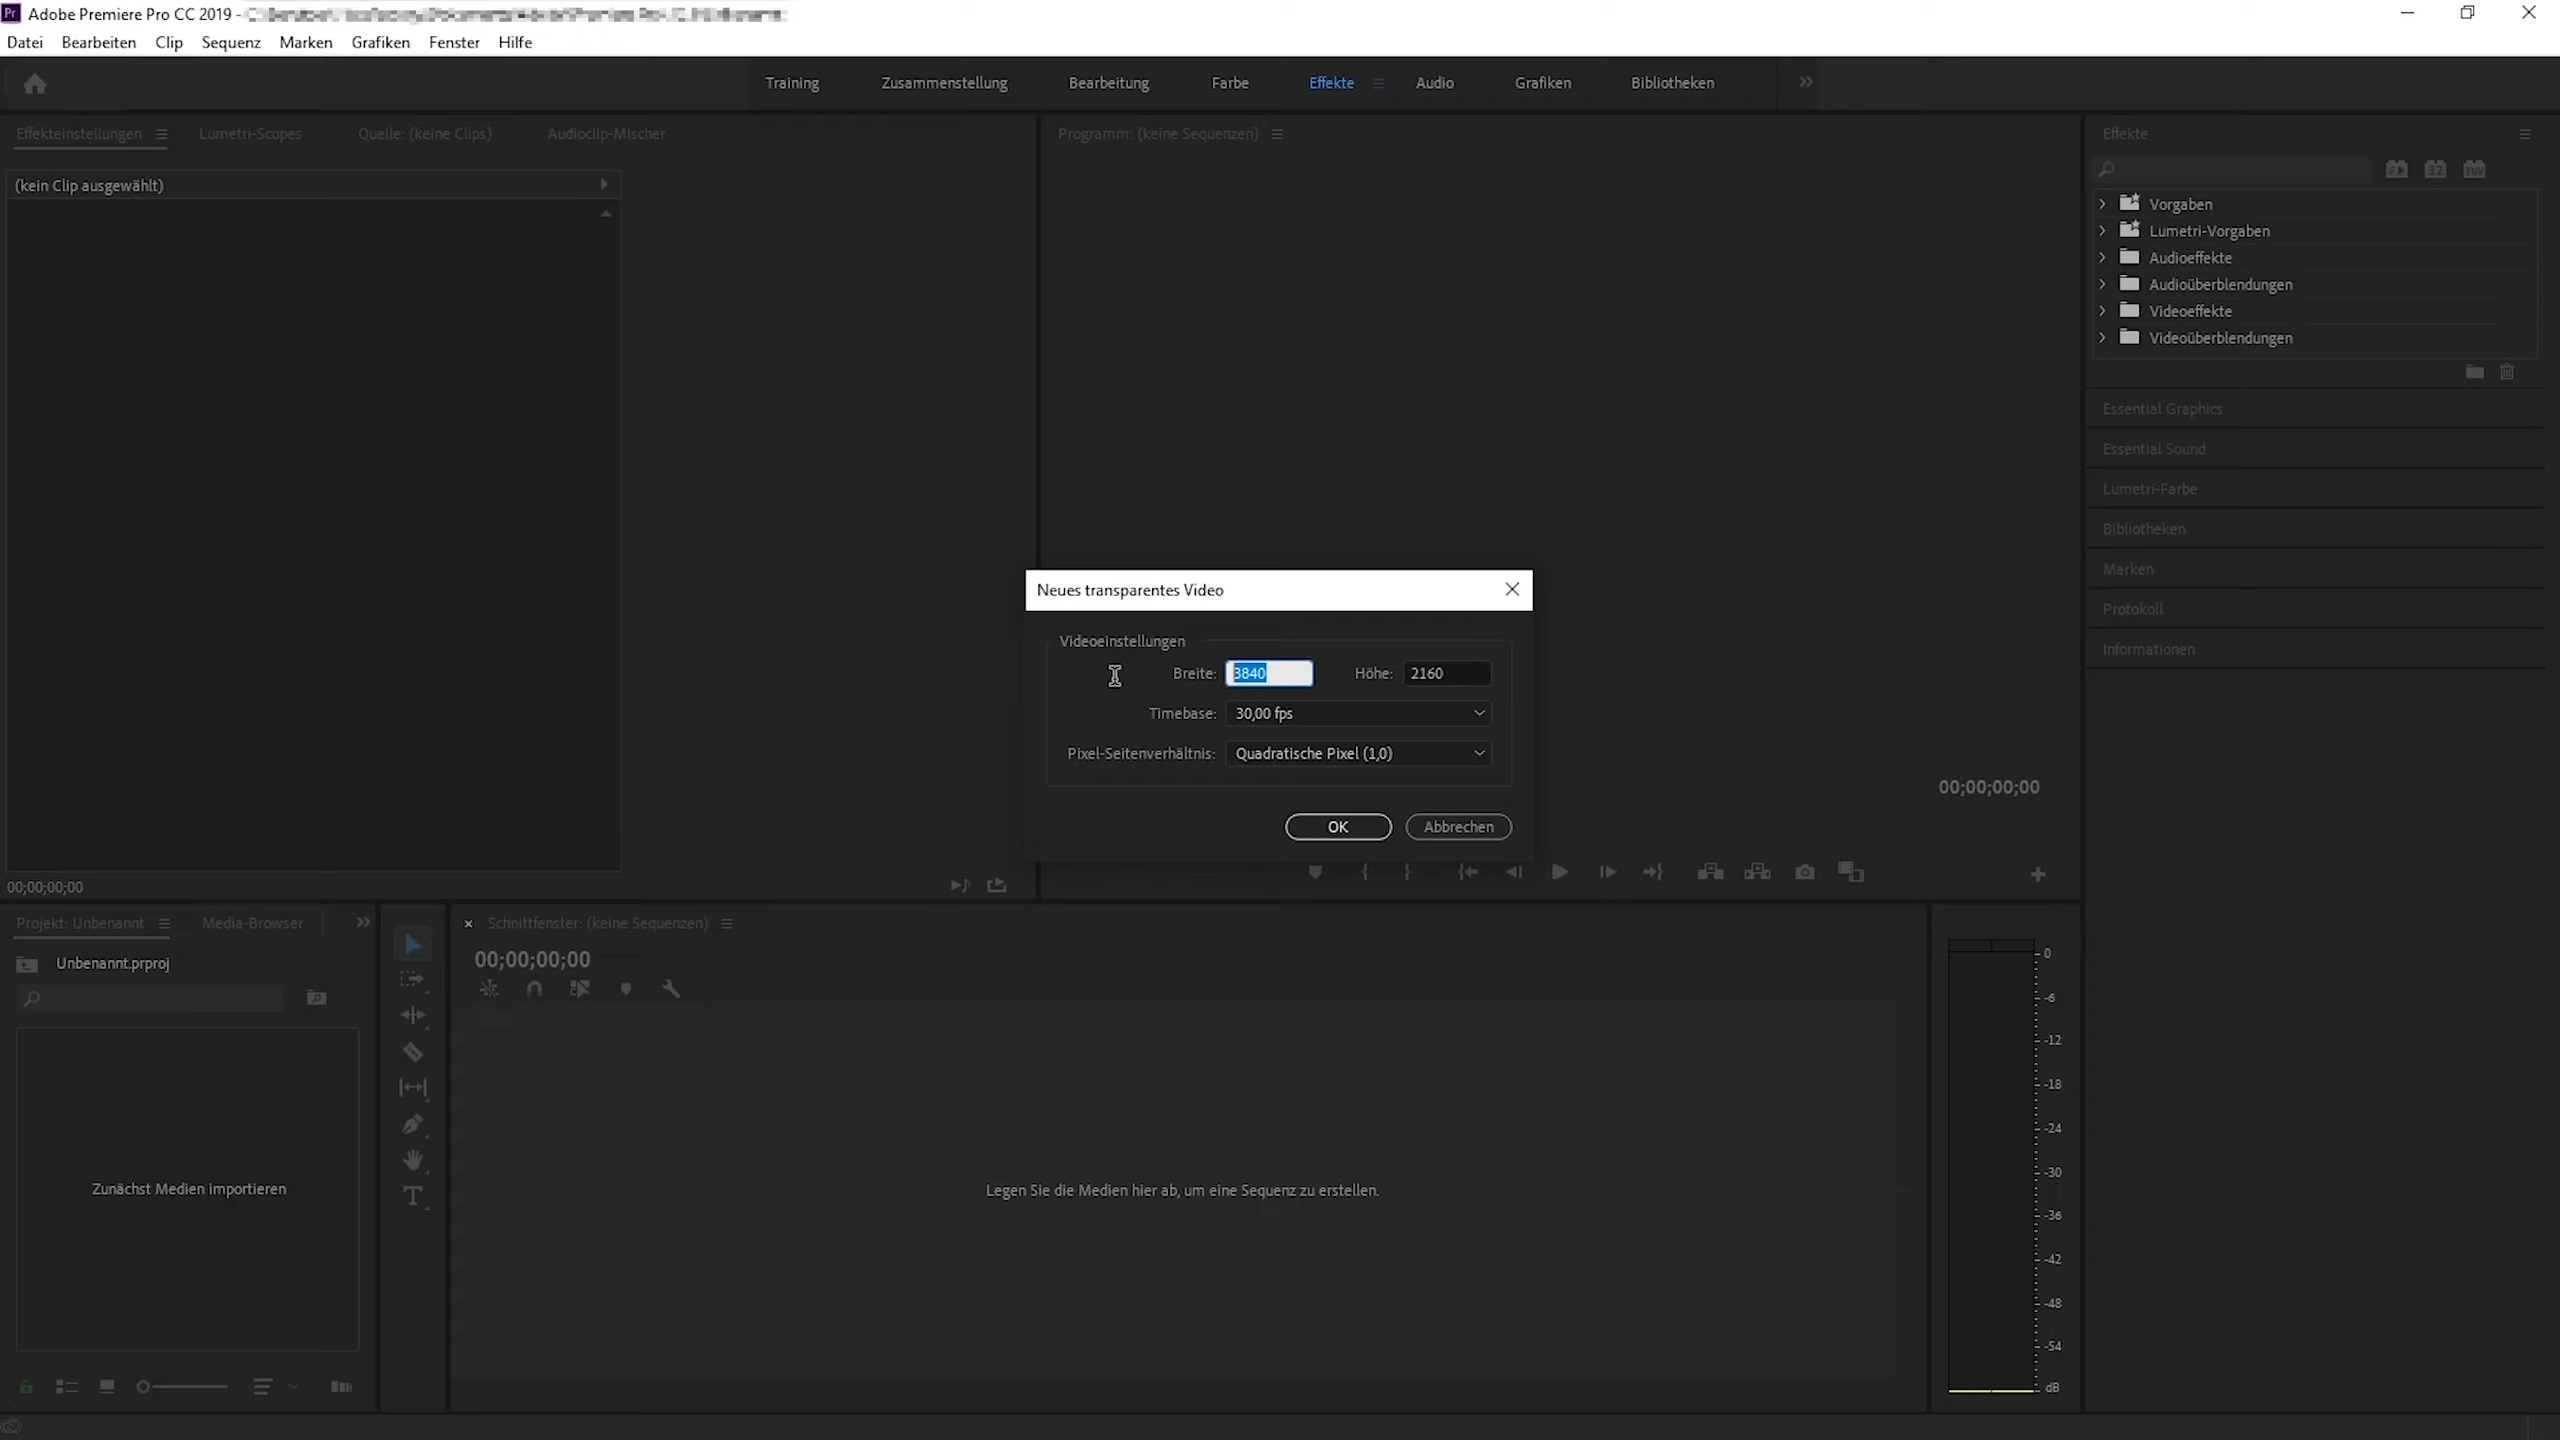 Adobe Premiere Pro CC 2019 -
Datei Bearbeiten Clip Sequenz Marken Grafiken Fenster Hilfe
Training Zusammenstellung Bearbeitung Farbe Effekte Audio Grafiken Bibliotheken
Effekteinstellungen Lumetri-Scopes Quelle: (keine Clips) Audioclip-Mischer
(kein Clip ausgewählt)
00;00;00;00
Programm: (keine Sequenzen)
00;00;00;00
Neues transparentes Video
Videoeinstellungen
Breite: 3840 Höhe: 2160
Timebase: 30,00 fps
Pixel-Seitenverhältnis: Quadratische Pixel (1,0)
OK Abbrechen
Effekte
32 YUV
Vorgaben
Lumetri-Vorgaben
Audioeffekte
Audioüberblendungen
Videoeffekte
Videoüberblendungen
Essential Graphics
Essential Sound
Lumetri-Farbe
Bibliotheken
Marken
Protokoll
Informationen
Projekt: Unbenannt Media-Browser
Unbenannt.prproj
Zunächst Medien importieren
Schnittfenster: (keine Sequenzen)
00;00;00;00
Legen Sie die Medien hier ab, um eine Sequenz zu erstellen.
0
-6
-12
-18
-24
-30
-36
-42
-48
-54
dB